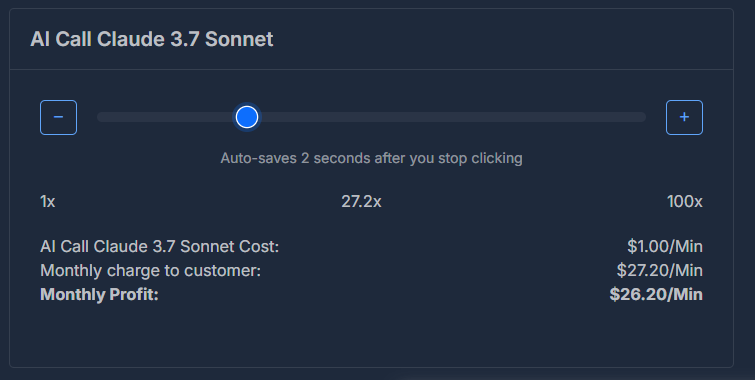 AI Call Claude 3.7 Sonnet
− +
Auto-saves 2 seconds after you stop clicking
1x 27.2x 100x
AI Call Claude 3.7 Sonnet Cost: $1.00/Min
Monthly charge to customer: $27.20/Min
Monthly Profit: $26.20/Min